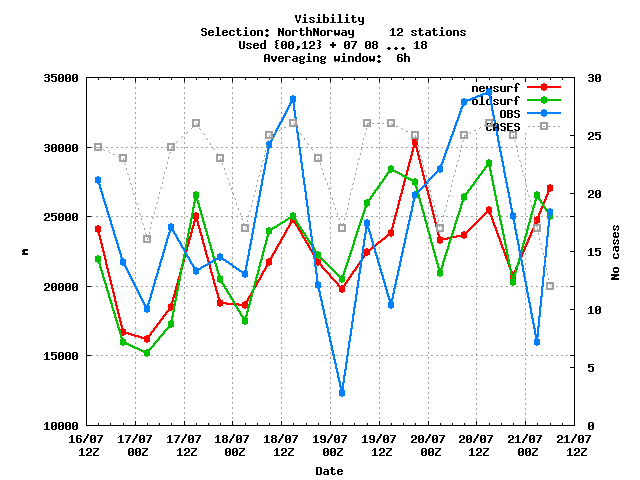 Visibility
Selection: NorthNorway 12 stations
Used {00,12} + 07 08 ... 18
Averaging window: 6h
35000
30000
25000
20000
15000
10000
m
30
25
20
15
10
5
0
No cases
newsurf
oldsurf
OBS
CASES
16/07 17/07 17/07 18/07 18/07 19/07 19/07 20/07 20/07 21/07 21/07
12Z 00Z 12Z 00Z 12Z 00Z 12Z 00Z 12Z 00Z 12Z
Date